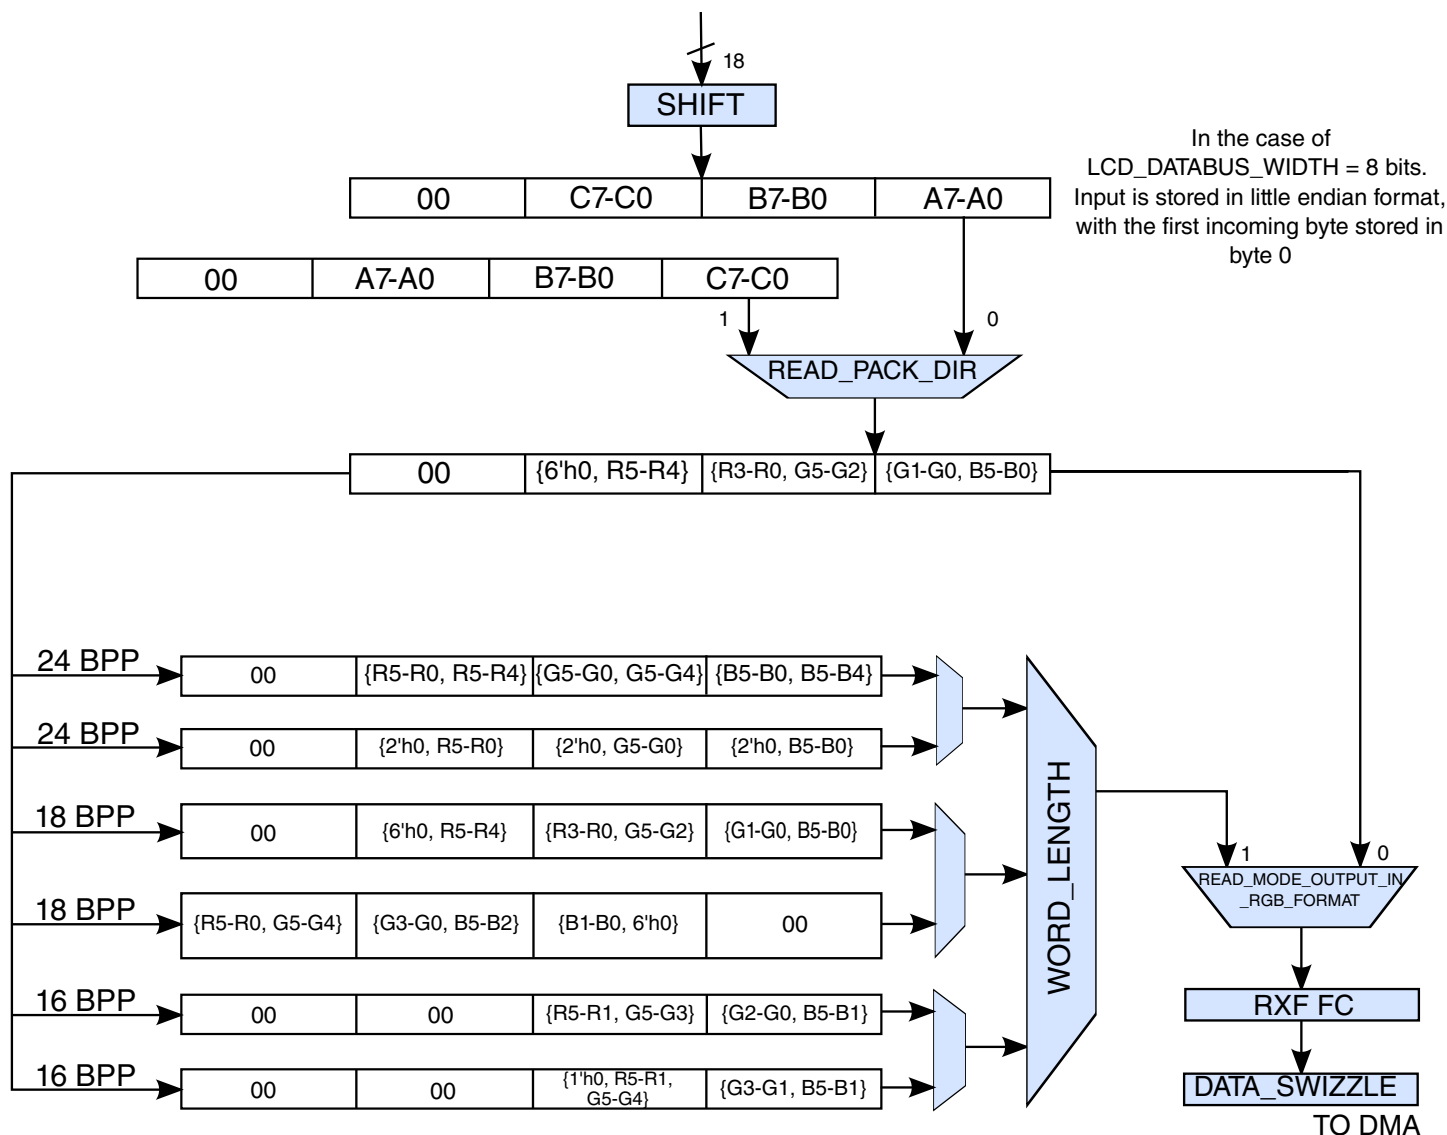 18
SHIFT
In the case of
LCD_DATABUS_WIDTH = 8 bits.
Input is stored in little endian format,
with the first incoming byte stored in
byte 0
00 C7-C0 B7-B0 A7-A0
00 A7-A0 B7-B0 C7-C0
1 0
READ_PACK_DIR
00 {6'h0, R5-R4} {R3-R0, G5-G2} {G1-G0, B5-B0}
24 BPP 00 {R5-R0, R5-R4} {G5-G0, G5-G4} {B5-B0, B5-B4}
24 BPP 00 {2'h0, R5-R0} {2'h0, G5-G0} {2'h0, B5-B0}
18 BPP 00 {6'h0, R5-R4} {R3-R0, G5-G2} {G1-G0, B5-B0}
18 BPP {R5-R0, G5-G4} {G3-G0, B5-B2} {B1-B0, 6'h0} 00
16 BPP 00 00 {R5-R1, G5-G3} {G2-G0, B5-B1}
16 BPP 00 00 {1'h0, R5-R1,
G5-G4} {G3-G1, B5-B1}
WORD_LENGTH
1 0
READ_MODE_OUTPUT_IN
_RGB_FORMAT
RXF FC
DATA_SWIZZLE
TO DMA